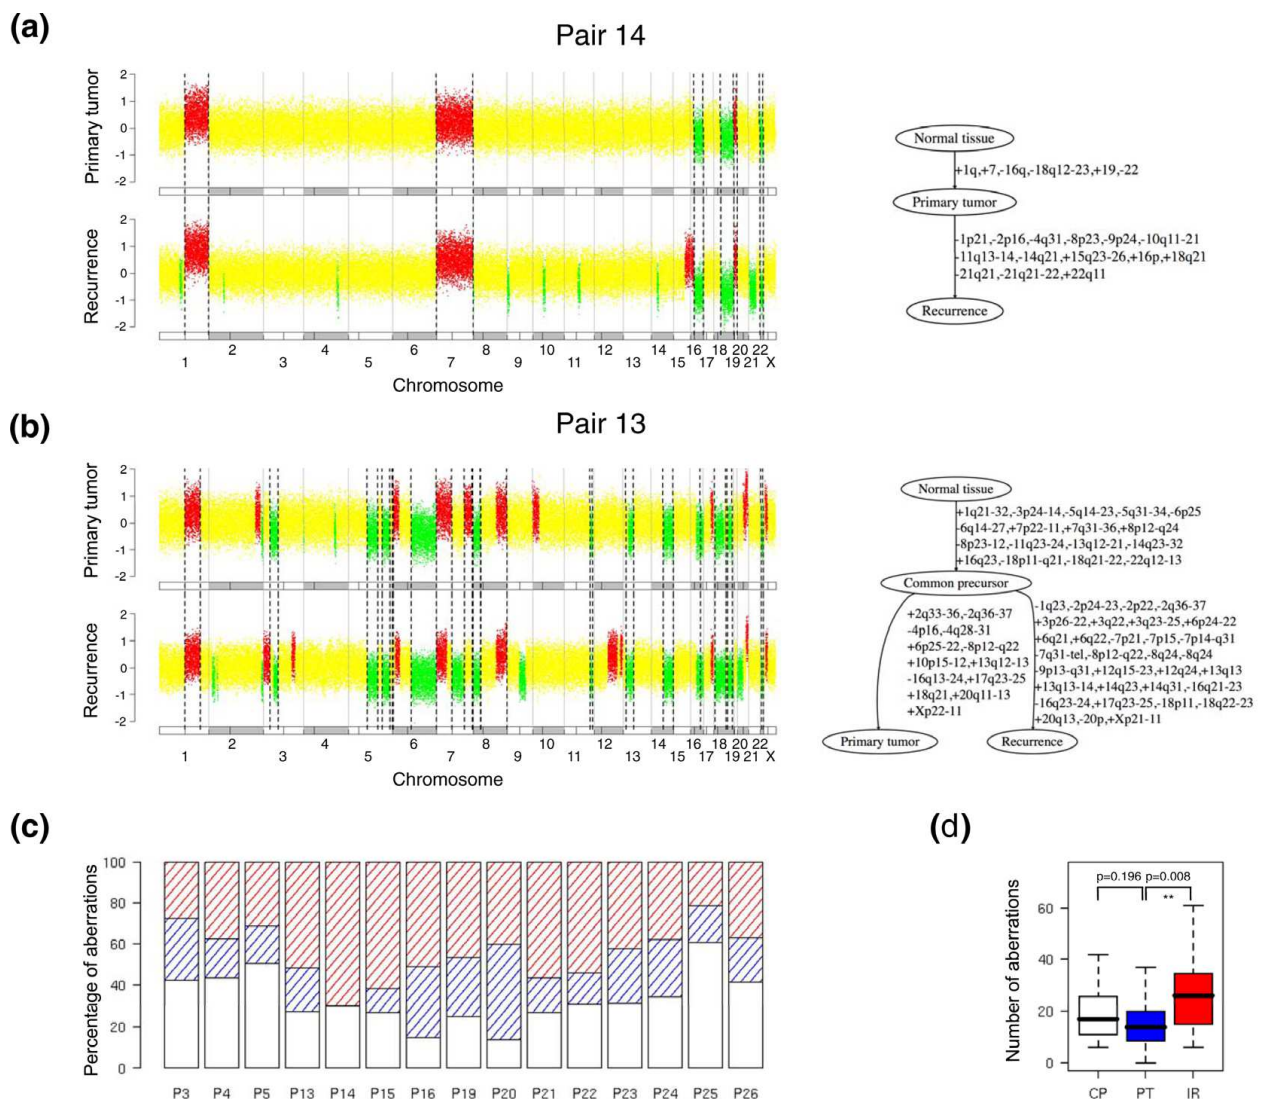 (a)
Pair 14
Primary tumor
2
1
0
-1
-2
Recurrence
2
1
0
-1
-2
2 4 6 8 10 12 14 16 18 20 22
1 3 5 7 9 11 13 15 17 19 21 X
Chromosome
Normal tissue
+1q,+7,-16q,-18q12-23,+19,-22
Primary tumor
-1p21,-2p16,-4q31,-8p23,-9p24,-10q11-21
-11q13-14,-14q21,+15q23-26,+16p,+18q21
-21q21,-21q21-22,+22q11
Recurrence
(b)
Pair 13
Primary tumor
2
1
0
-1
-2
Recurrence
2
1
0
-1
-2
2 4 6 8 10 12 14 16 18 20 22
1 3 5 7 9 11 13 15 17 19 21 X
Chromosome
Normal tissue
+1q21-32,-3p24-14,-5q14-23,-5q31-34,-6p25
-6q14-27,+7p22-11,+7q31-36,+8p12-q24
-8p23-12,-11q23-24,-13q12-21,-14q23-32
+16q23,-18p11-q21,-18q21-22,-22q12-13
Common precursor
+2q33-36,-2q36-37
-4p16,-4q28-31
+6p25-22,-8p12-q22
+10p15-12,+13q12-13
-16q13-24,+17q23-25
+18q21,+20q11-13
+Xp22-11
-1q23,-2p24-23,-2p22,-2q36-37
+3p26-22,+3q22,+3q23-25,+6p24-22
+6q21,+6q22,-7p21,-7p15,-7p14-q31
-7q31-tel,-8p12-q22,-8q24,-8q24
-9p13-q31,+12q15-23,+12q24,+13q13
+13q13-14,+14q23,+14q31,-16q21-23
-16q23-24,+17q23-25,-18p11,-18q22-23
+20q13,-20p,+Xp21-11
Primary tumor
Recurrence
(c)
Percentage of aberrations
100
80
60
40
20
0
P3 P4 P5 P13 P14 P15 P16 P19 P20 P21 P22 P23 P24 P25 P26
(d)
Number of aberrations
p=0.196 p=0.008
**
60
40
20
0
CP PT IR